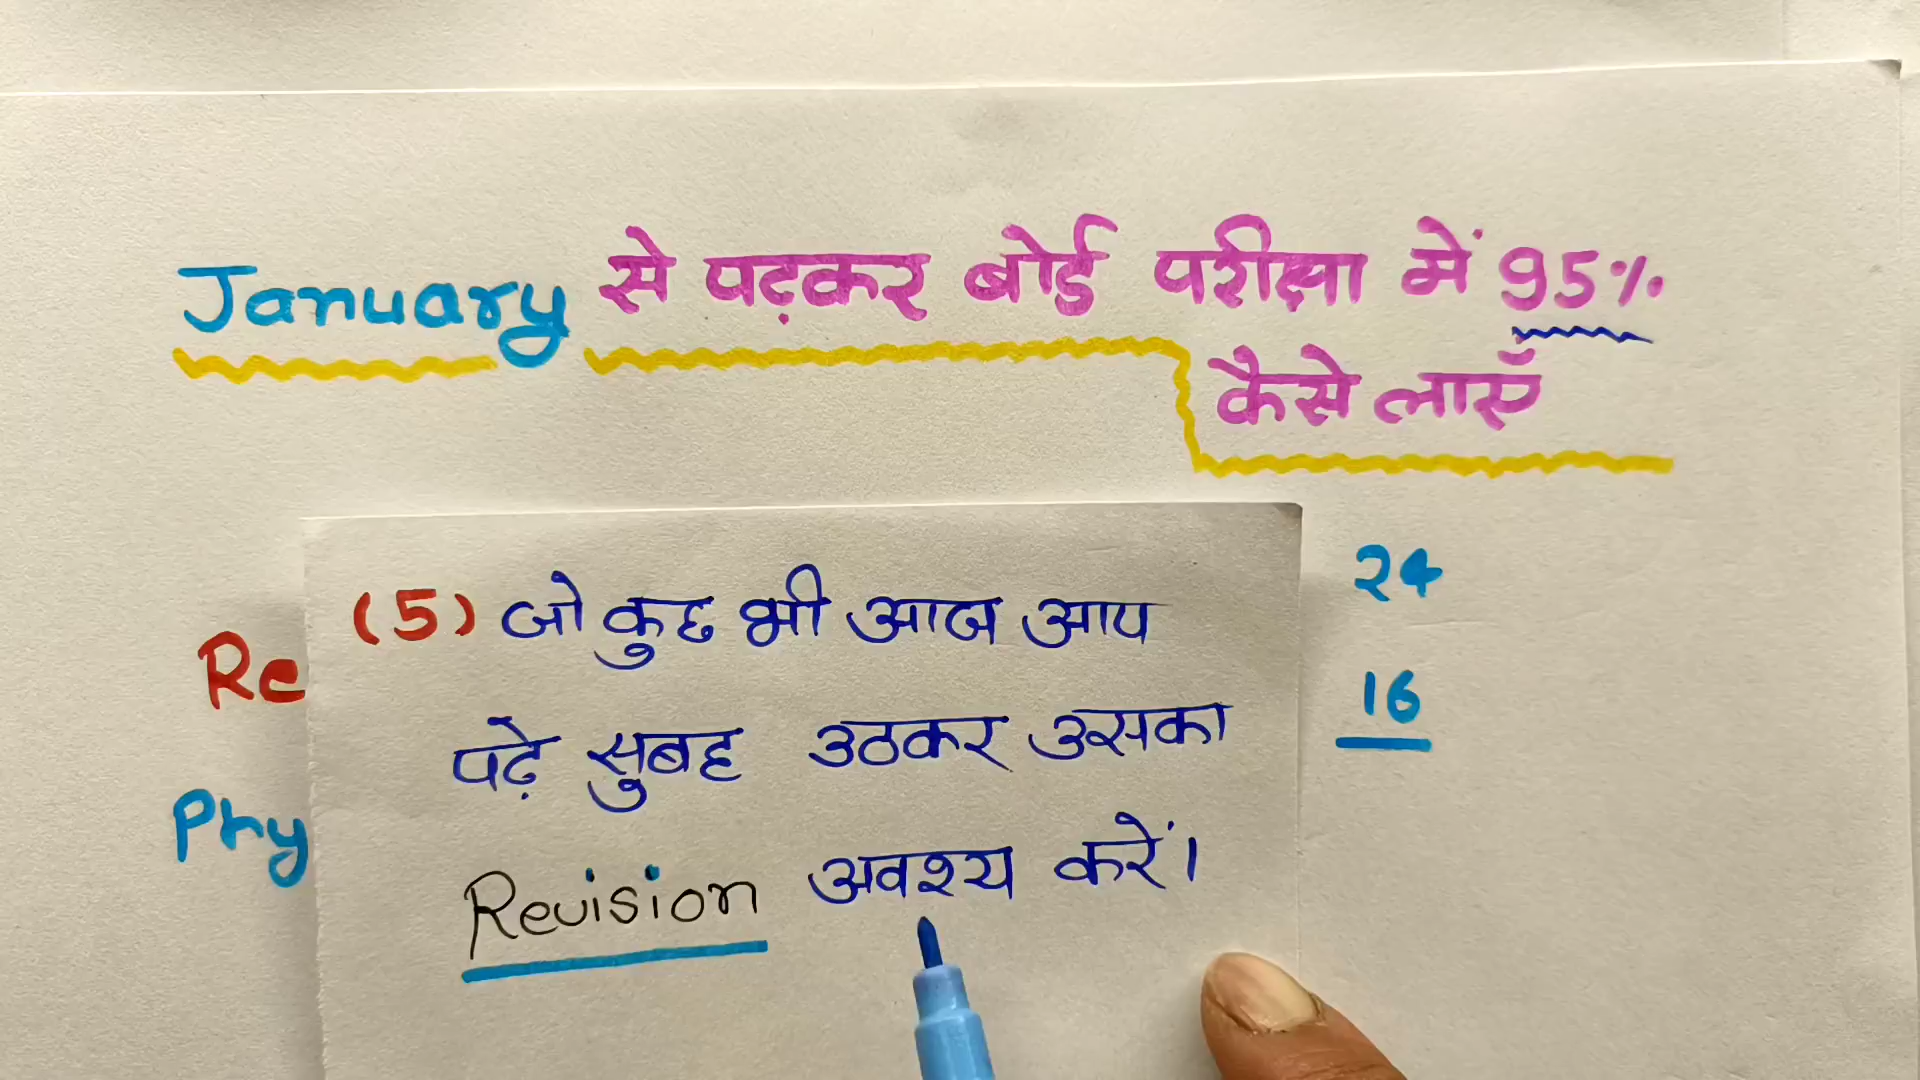 January से पढ़कर बोर्ड परीक्षा में 95%
कैसे लाएँ
24
(5) जो कुछ भी आज आप
Re
16
पढ़े सुबह उठकर उसका
Phy
Revision अवश्य करें।